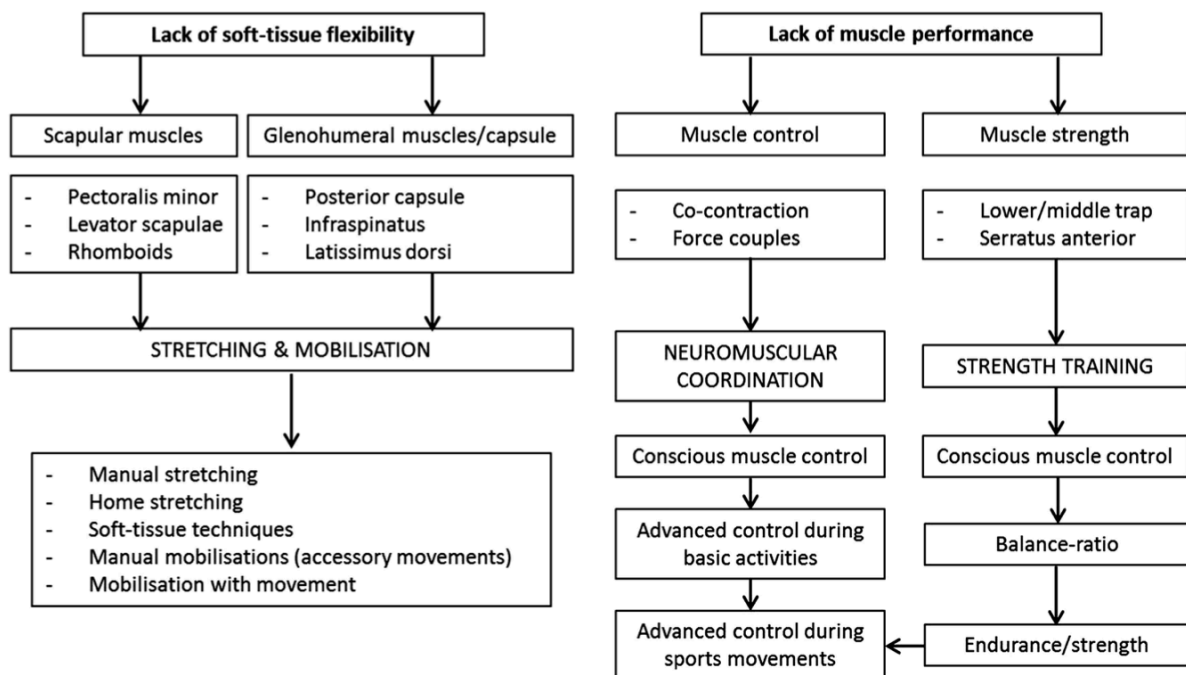 Lack of soft-tissue flexibility
Scapular muscles
Glenohumeral muscles/capsule
- Pectoralis minor
- Levator scapulae
- Rhomboids
- Posterior capsule
- Infraspinatus
- Latissimus dorsi
STRETCHING & MOBILISATION
- Manual stretching
- Home stretching
- Soft-tissue techniques
- Manual mobilisations (accessory movements)
- Mobilisation with movement
Lack of muscle performance
Muscle control
Muscle strength
- Co-contraction
- Force couples
- Lower/middle trap
- Serratus anterior
NEUROMUSCULAR
COORDINATION
STRENGTH TRAINING
Conscious muscle control
Conscious muscle control
Advanced control during
basic activities
Balance-ratio
Advanced control during
sports movements
Endurance/strength